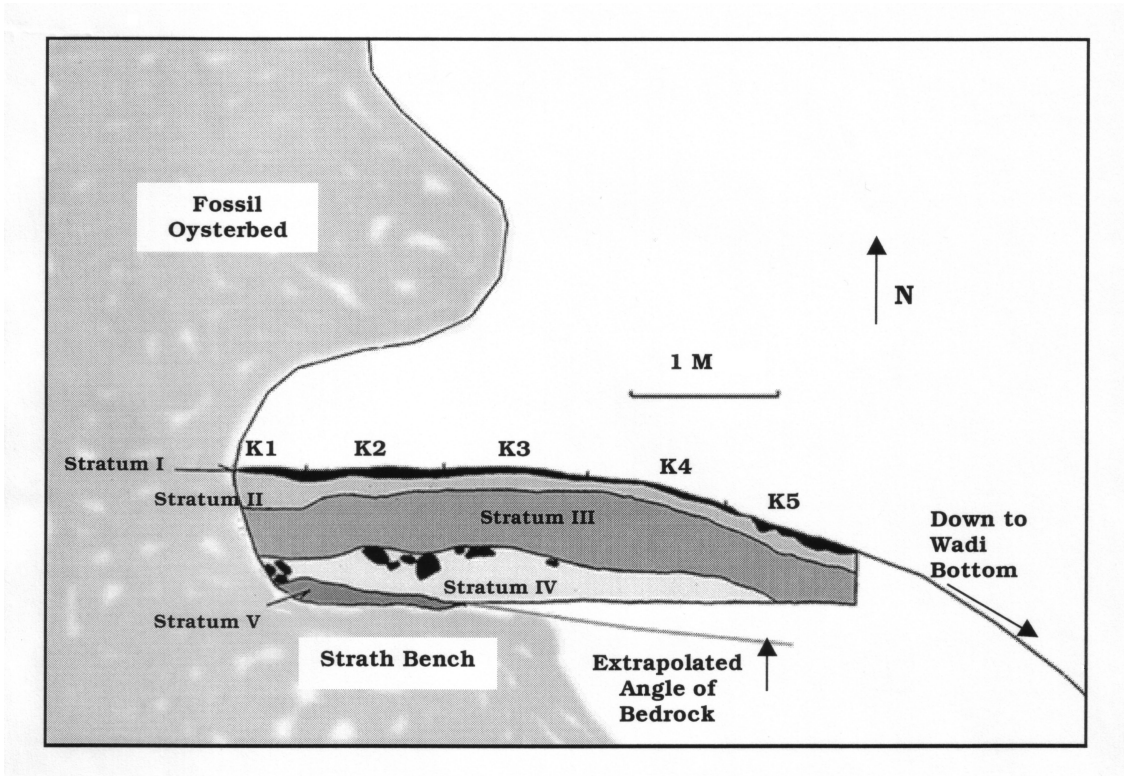 Fossil
Oysterbed
N
1 M
K1
K2
K3
K4
K5
Stratum I
Stratum II
Stratum III
Stratum IV
Stratum V
Down to
Wadi
Bottom
Strath Bench
Extrapolated
Angle of
Bedrock